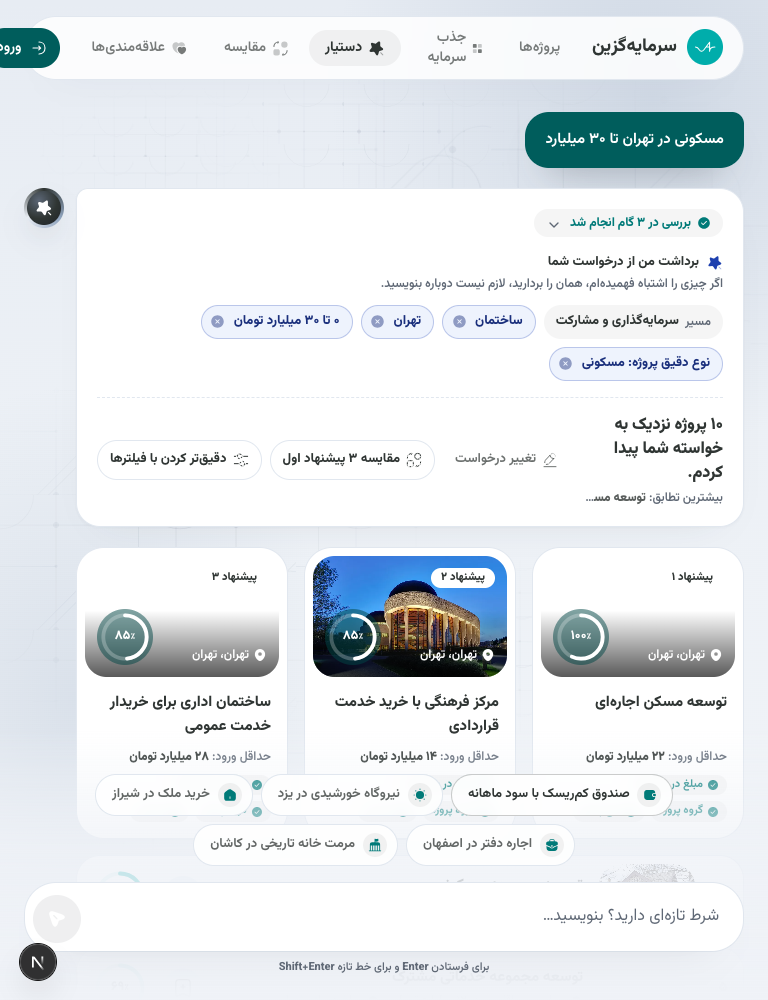 سرمایه‌گزین
پروژه‌ها
جذب سرمایه
دستیار
مقایسه
علاقه‌مندی‌ها
ورود
مسکونی در تهران تا ۳۰ میلیارد
بررسی در ۳ گام انجام شد
برداشت من از درخواست شما
اگر چیزی را اشتباه فهمیده‌ام، همان را بردارید، لازم نیست دوباره بنویسید.
مسیر سرمایه‌گذاری و مشارکت
ساختمان
تهران
۰ تا ۳۰ میلیارد تومان
نوع دقیق پروژه: مسکونی
۱۰ پروژه نزدیک به
خواسته شما پیدا
کردم.
بیشترین تطابق: توسعه مس...
تغییر درخواست
مقایسه ۳ پیشنهاد اول
دقیق‌تر کردن با فیلترها
پیشنهاد ۱
۱۰۰٪
تهران، تهران
توسعه مسکن اجاره‌ای
حداقل ورود: ۲۲ میلیارد تومان
پیشنهاد ۲
۸۵٪
تهران، تهران
مرکز فرهنگی با خرید خدمت
قراردادی
حداقل ورود: ۱۴ میلیارد تومان
پیشنهاد ۳
۸۵٪
تهران، تهران
ساختمان اداری برای خریدار
خدمت عمومی
حداقل ورود: ۲۸ میلیارد تومان
مبلغ در
گروه پروژ
صندوق کم‌ریسک با سود ماهانه
نیروگاه خورشیدی در یزد
خرید ملک در شیراز
اجاره دفتر در اصفهان
مرمت خانه تاریخی در کاشان
شرط تازه‌ای دارید؟ بنویسید...
برای فرستادن Enter و برای خط تازه Shift+Enter
N